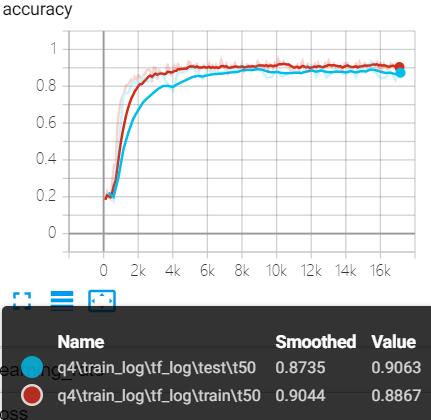 accuracy
1
0.8
0.6
0.4
0.2
0
0 2k 4k 6k 8k 10k 12k 14k 16k
Name Smoothed Value
q4\train_log\tf_log\test\t50 0.8735 0.9063
q4\train_log\tf_log\train\t50 0.9044 0.8867